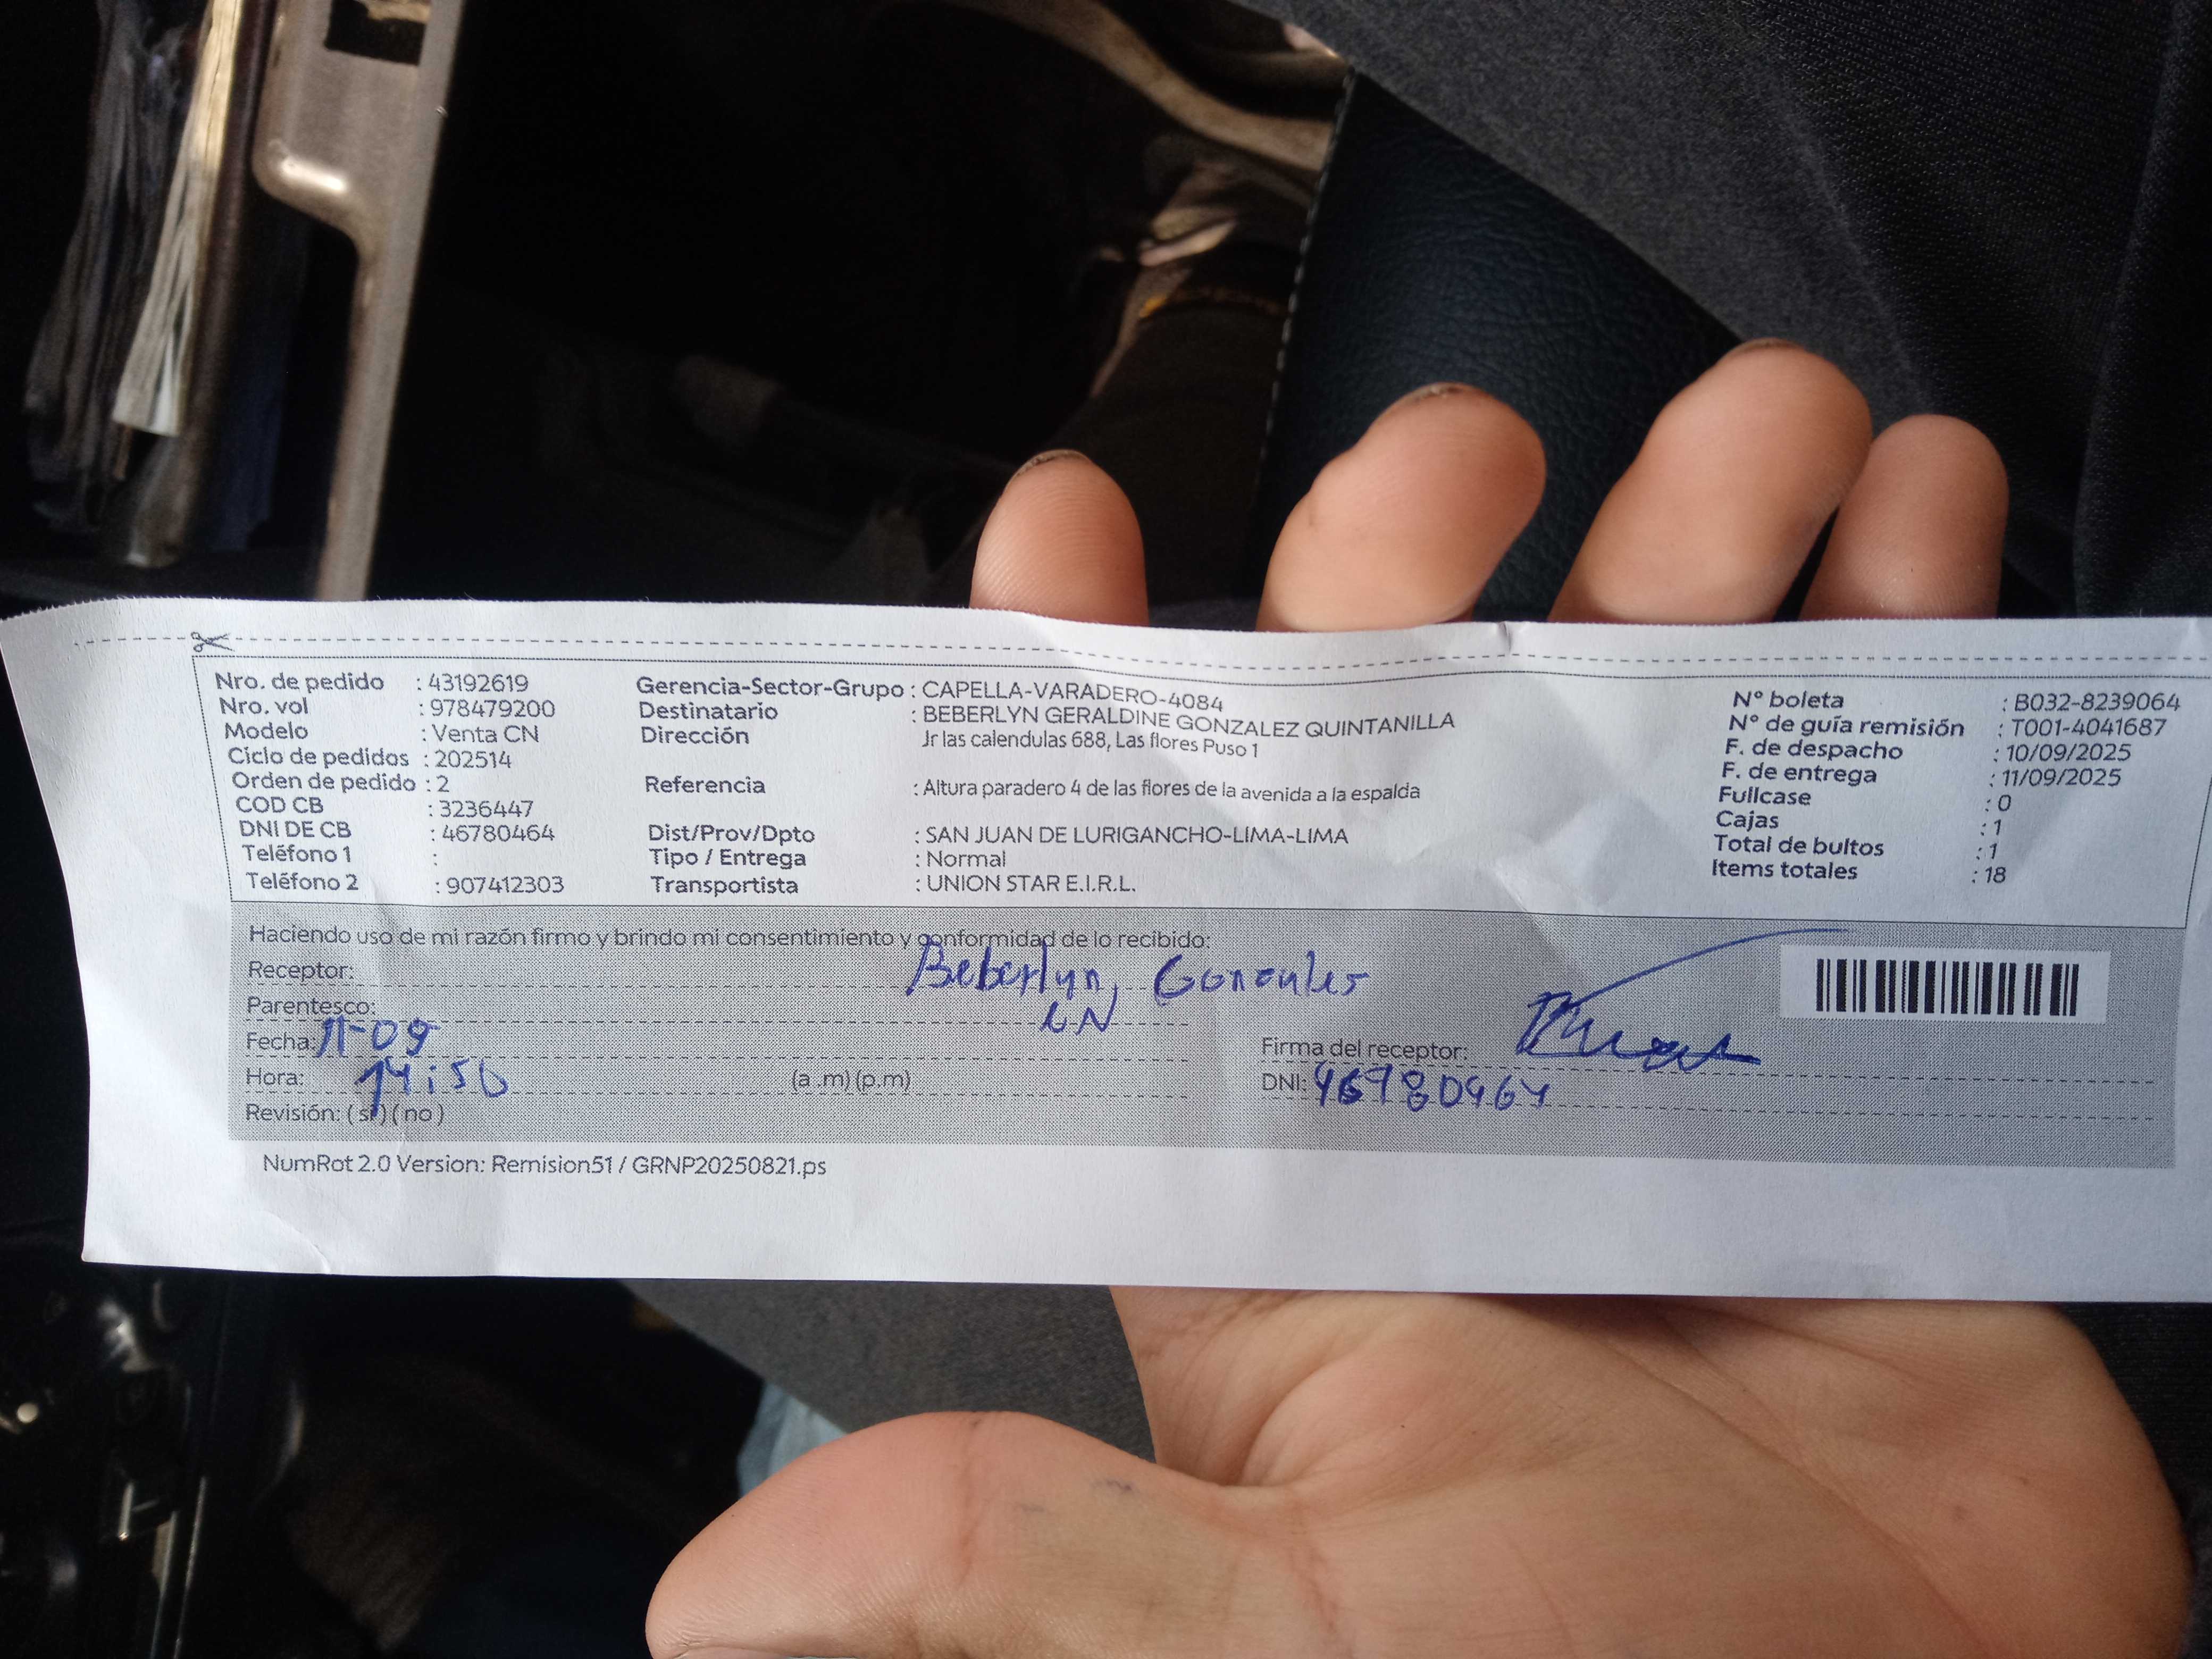 Nro. de pedido : 43192619
Nro. vol : 978479200
Modelo : Venta CN
Ciclo de pedidos : 202514
Orden de pedido : 2
COD CB : 3236447
DNI DE CB : 46780464
Teléfono 1 :
Teléfono 2 : 907412303
Gerencia-Sector-Grupo : CAPELLA-VARADERO-4084
Destinatario : BEBERLYN GERALDINE GONZALEZ QUINTANILLA
Dirección Jr las calendulas 688, Las flores Puso 1
Referencia : Altura paradero 4 de las flores de la avenida a la espalda
Dist/Prov/Dpto : SAN JUAN DE LURIGANCHO-LIMA-LIMA
Tipo / Entrega : Normal
Transportista : UNION STAR E.I.R.L.
N° boleta : B032-8239064
N° de guía remisión : T001-4041687
F. de despacho : 10/09/2025
F. de entrega : 11/09/2025
Fullcase : 0
Cajas : 1
Total de bultos : 1
Items totales : 18
Haciendo uso de mi razón firmo y brindo mi consentimiento y conformidad de lo recibido:
Receptor: Beberlyn, Gonzales
Parentesco: CN
Fecha: 11-09
Hora: 14:50 (a .m) (p.m)
Revisión: ( si ) ( no )
Firma del receptor:
DNI: 46780464
NumRot 2.0 Version: Remision51 / GRNP20250821.ps